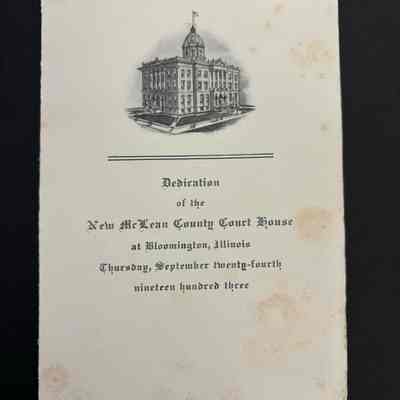 Dedication
of the
New McLean County Court House
at Bloomington, Illinois
Thursday, September twenty-fourth
nineteen hundred three